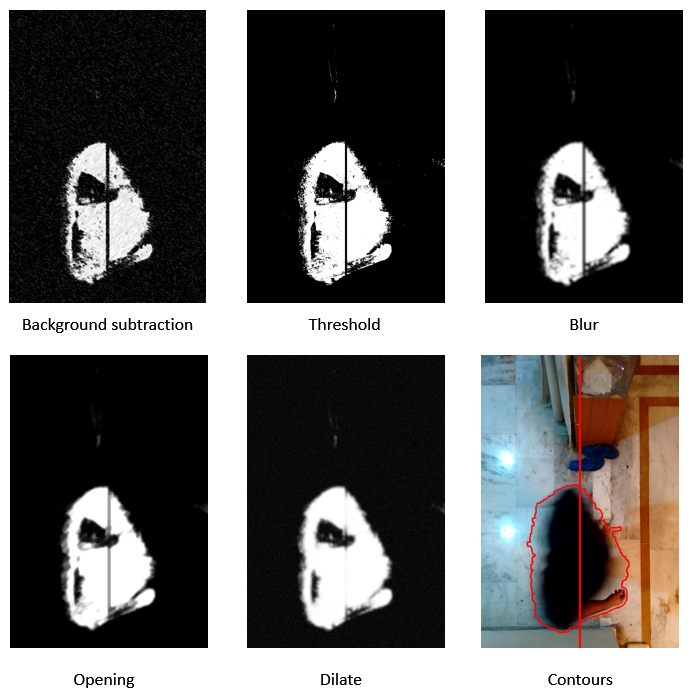 Background subtraction
Threshold
Blur
Opening
Dilate
Contours